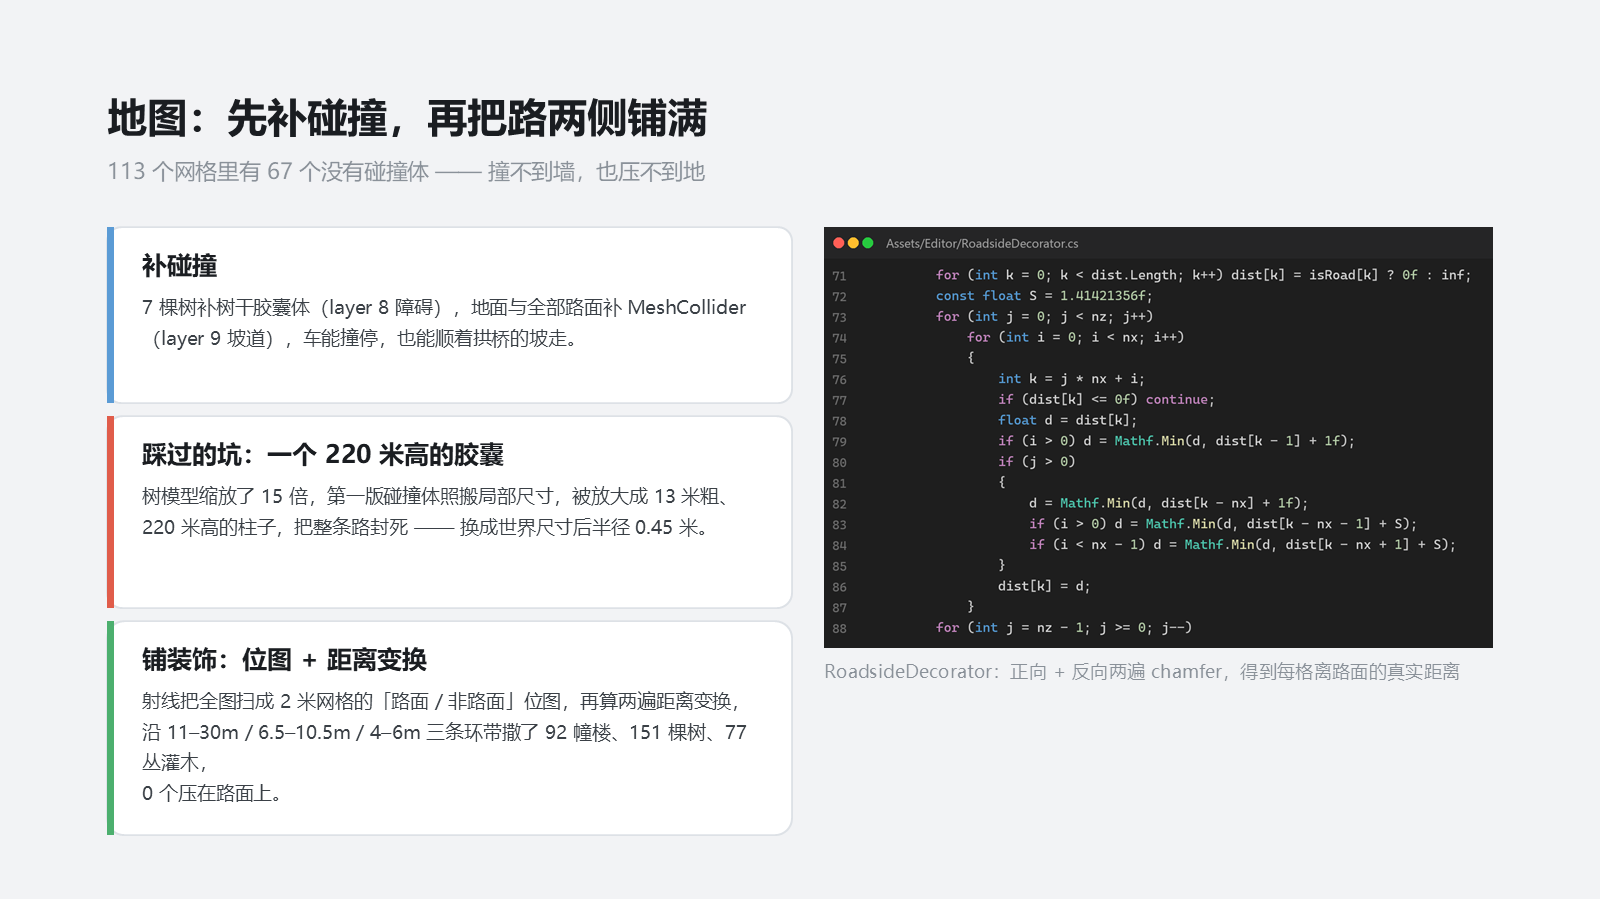 地图：先补碰撞，再把路两侧铺满
113 个网格里有 67 个没有碰撞体 —— 撞不到墙，也压不到地
补碰撞
7 棵树补树干胶囊体（layer 8 障碍），地面与全部路面补 MeshCollider
（layer 9 坡道），车能撞停，也能顺着拱桥的坡走。
踩过的坑：一个 220 米高的胶囊
树模型缩放了 15 倍，第一版碰撞体照搬局部尺寸，被放大成 13 米粗、
220 米高的柱子，把整条路封死 —— 换成世界尺寸后半径 0.45 米。
铺装饰：位图 + 距离变换
射线把全图扫成 2 米网格的「路面 / 非路面」位图，再算两遍距离变换，
沿 11–30m / 6.5–10.5m / 4–6m 三条环带撒了 92 幢楼、151 棵树、77
丛灌木，
0 个压在路面上。
Assets/Editor/RoadsideDecorator.cs
71 for (int k = 0; k < dist.Length; k++) dist[k] = isRoad[k] ? 0f : inf;
72 const float S = 1.41421356f;
73 for (int j = 0; j < nz; j++)
74 for (int i = 0; i < nx; i++)
75 {
76 int k = j * nx + i;
77 if (dist[k] <= 0f) continue;
78 float d = dist[k];
79 if (i > 0) d = Mathf.Min(d, dist[k - 1] + 1f);
80 if (j > 0)
81 {
82 d = Mathf.Min(d, dist[k - nx] + 1f);
83 if (i > 0) d = Mathf.Min(d, dist[k - nx - 1] + S);
84 if (i < nx - 1) d = Mathf.Min(d, dist[k - nx + 1] + S);
85 }
86 dist[k] = d;
87 }
88 for (int j = nz - 1; j >= 0; j--)
RoadsideDecorator：正向 + 反向两遍 chamfer，得到每格离路面的真实距离